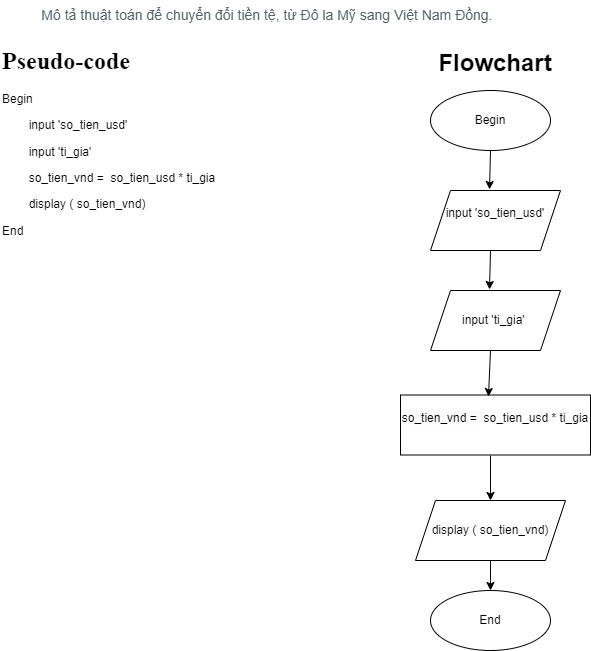 Mô tả thuật toán để chuyển đổi tiền tệ, từ Đô la Mỹ sang Việt Nam Đồng.
Pseudo-code
Begin
input 'so_tien_usd'
input 'ti_gia'
so_tien_vnd = so_tien_usd * ti_gia
display ( so_tien_vnd)
End
Flowchart
Begin
input 'so_tien_usd'
input 'ti_gia'
so_tien_vnd = so_tien_usd * ti_gia
display ( so_tien_vnd)
End